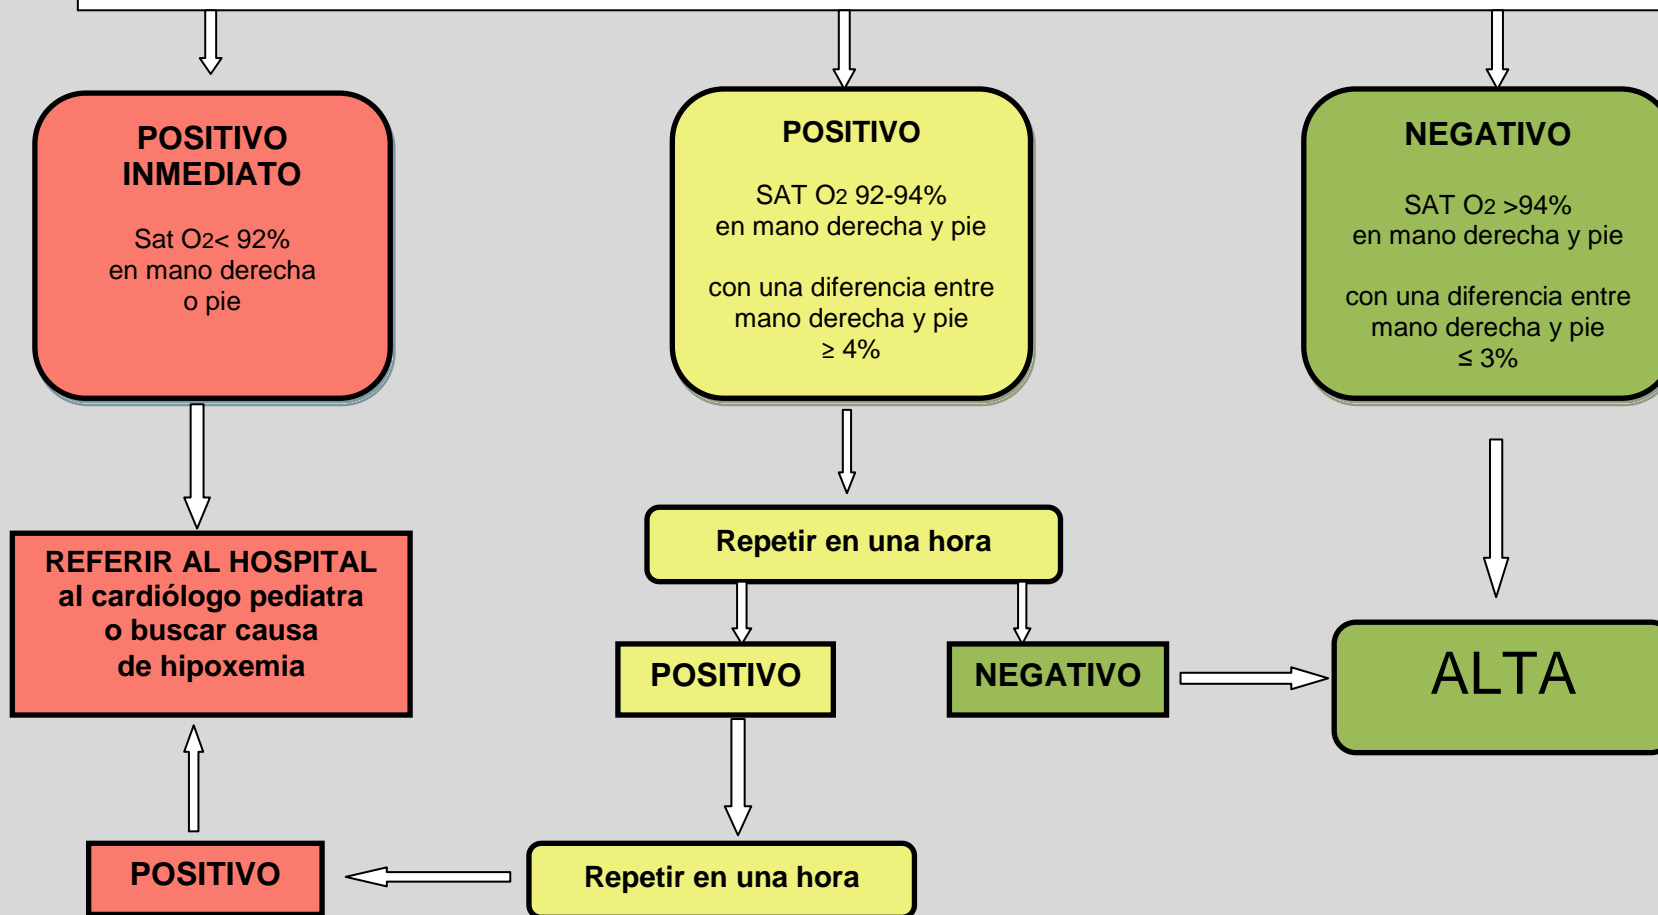 POSITIVO
INMEDIATO
Sat O2< 92%
en mano derecha
o pie
POSITIVO
SAT O2 92-94%
en mano derecha y pie
con una diferencia entre
mano derecha y pie
≥ 4%
NEGATIVO
SAT O2 >94%
en mano derecha y pie
con una diferencia entre
mano derecha y pie
≤ 3%
REFERIR AL HOSPITAL
al cardiólogo pediatra
o buscar causa
de hipoxemia
Repetir en una hora
POSITIVO
NEGATIVO
ALTA
POSITIVO
Repetir en una hora